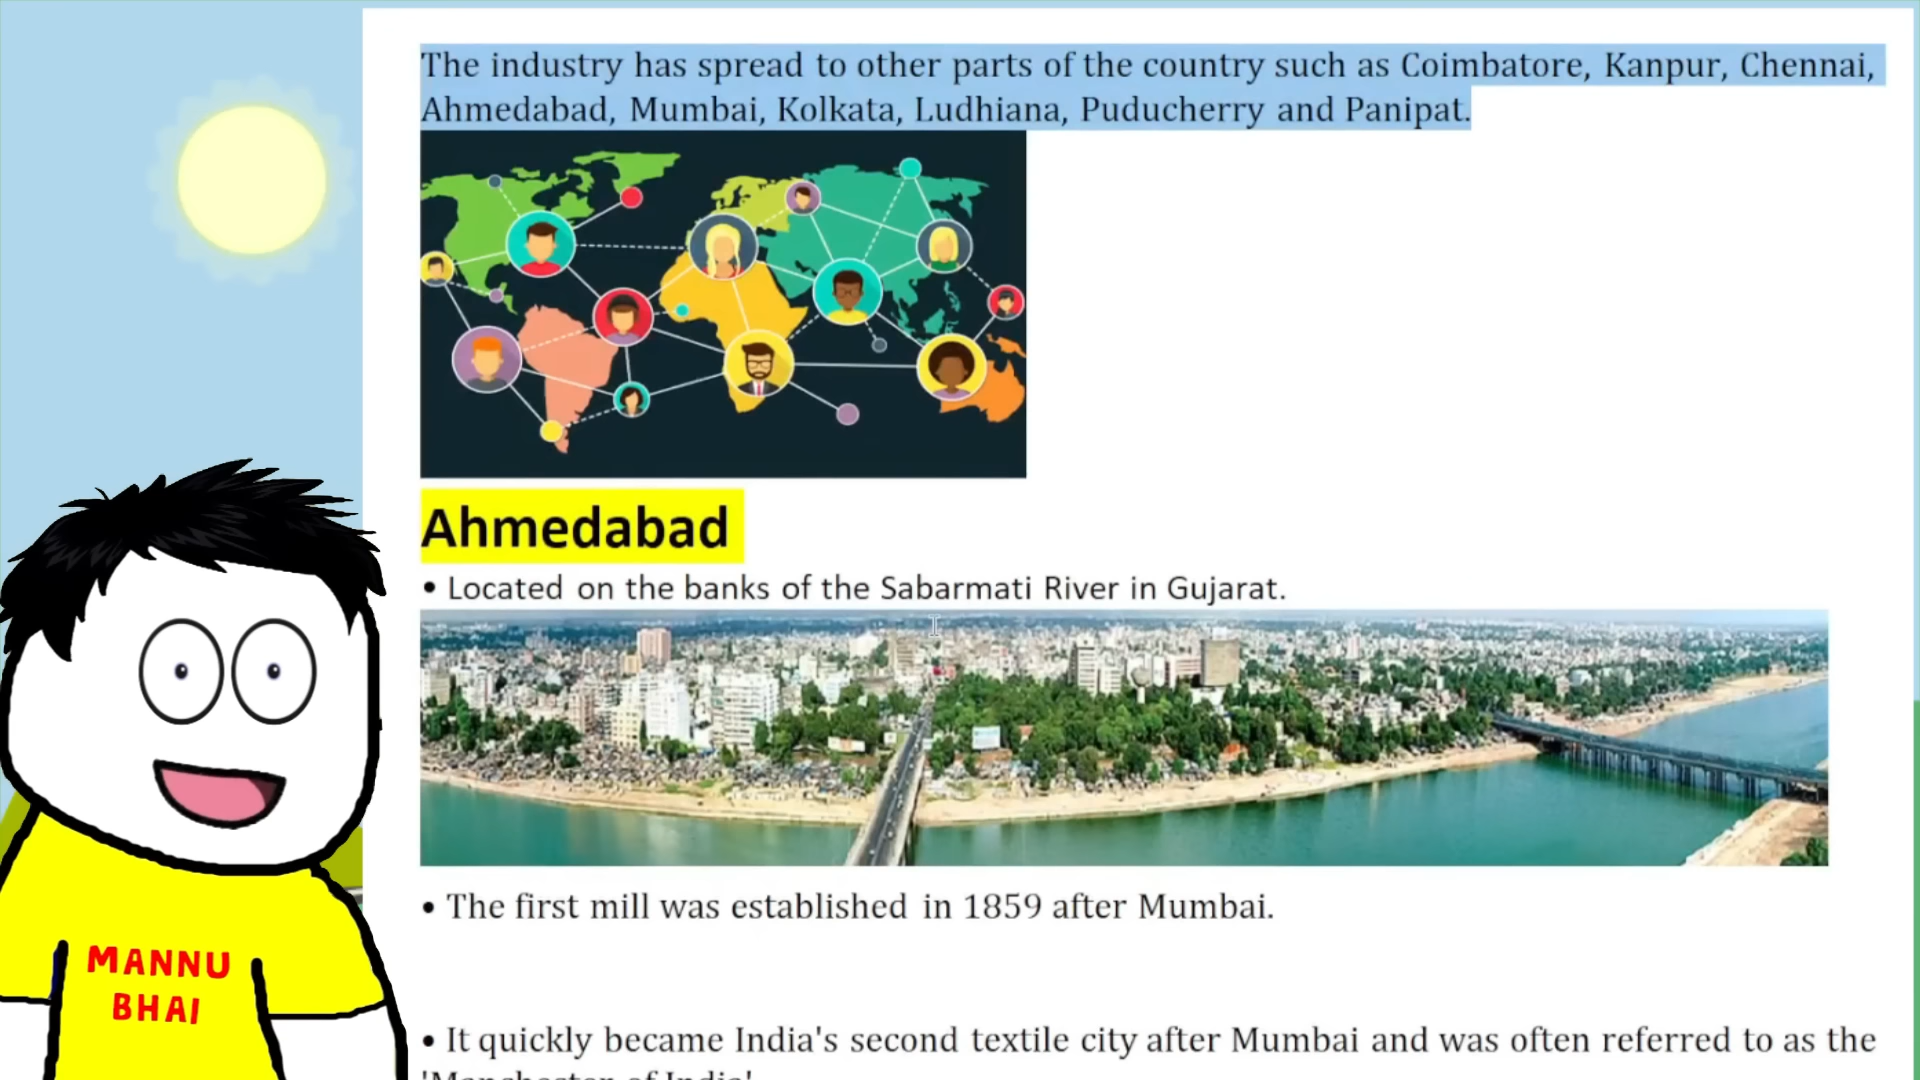 The industry has spread to other parts of the country such as Coimbatore, Kanpur, Chennai,
Ahmedabad, Mumbai, Kolkata, Ludhiana, Puducherry and Panipat.
Ahmedabad
• Located on the banks of the Sabarmati River in Gujarat.
• The first mill was established in 1859 after Mumbai.
• It quickly became India's second textile city after Mumbai and was often referred to as the
'Manchester of India'.
MANNU
BHAI